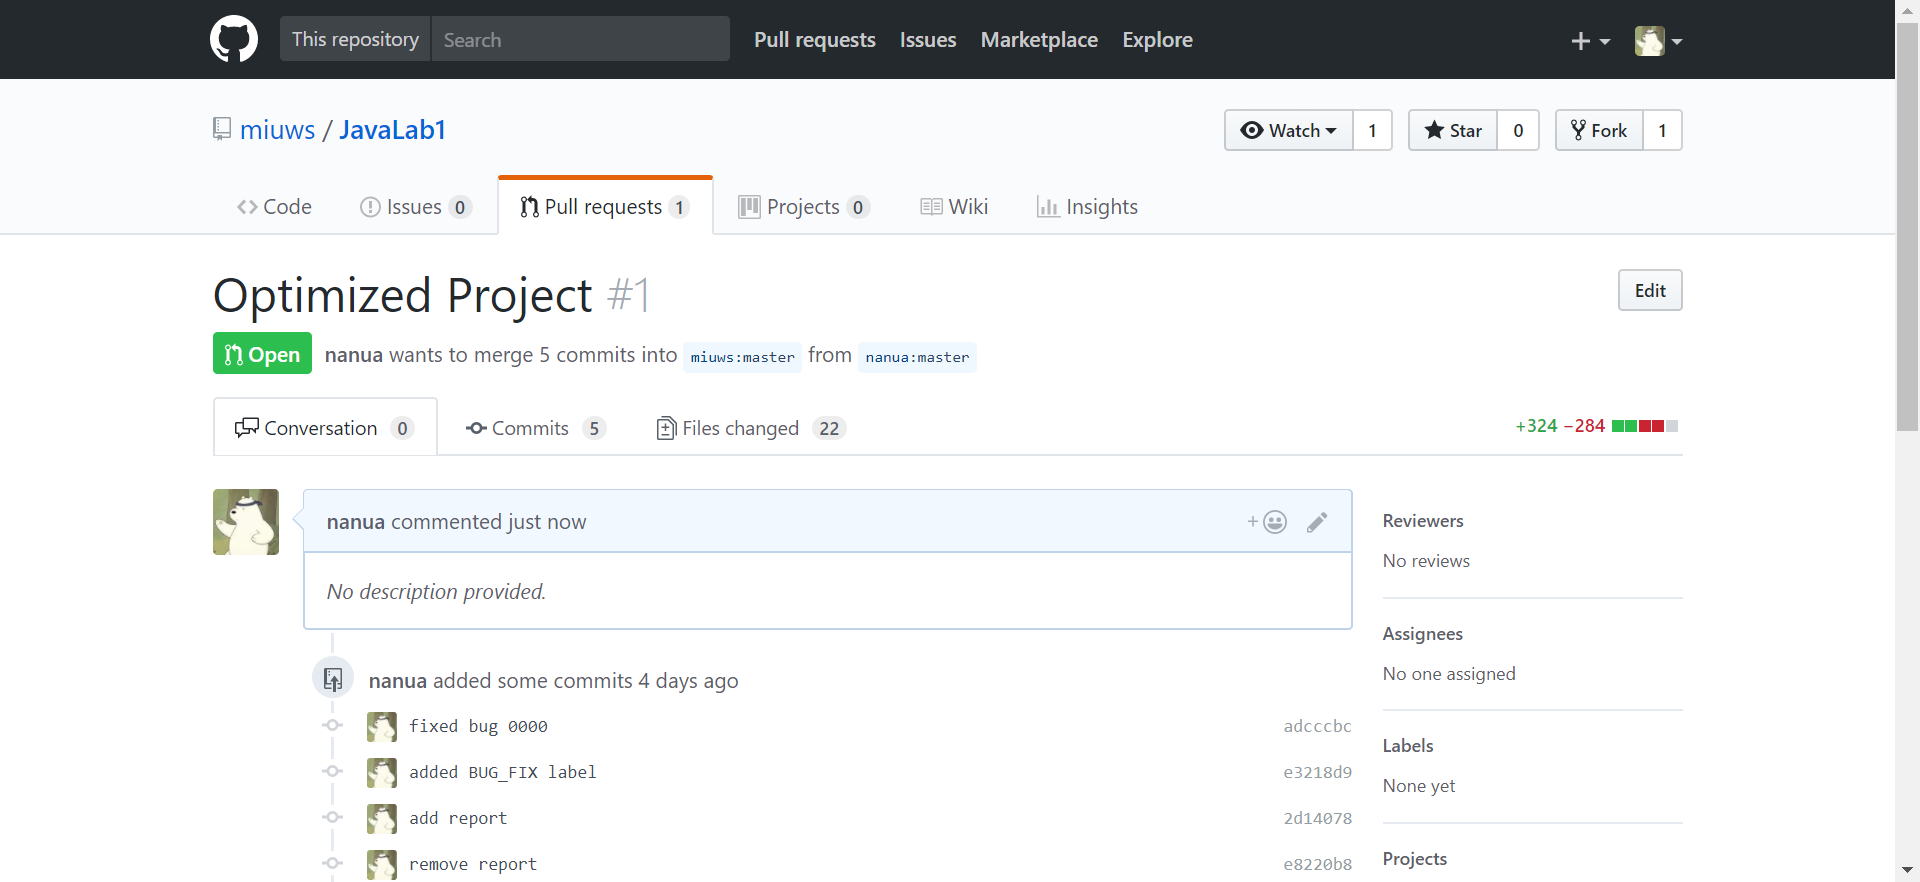 This repository Search Pull requests Issues Marketplace Explore
miuws / JavaLab1 Watch 1 Star 0 Fork 1
Code Issues 0 Pull requests 1 Projects 0 Wiki Insights
Optimized Project #1 Edit
Open nanua wants to merge 5 commits into miuws:master from nanua:master
Conversation 0 Commits 5 Files changed 22 +324 −284
nanua commented just now
No description provided.
nanua added some commits 4 days ago
fixed bug 0000 adcccbc
added BUG_FIX label e3218d9
add report 2d14078
remove report e8220b8
Reviewers
No reviews
Assignees
No one assigned
Labels
None yet
Projects